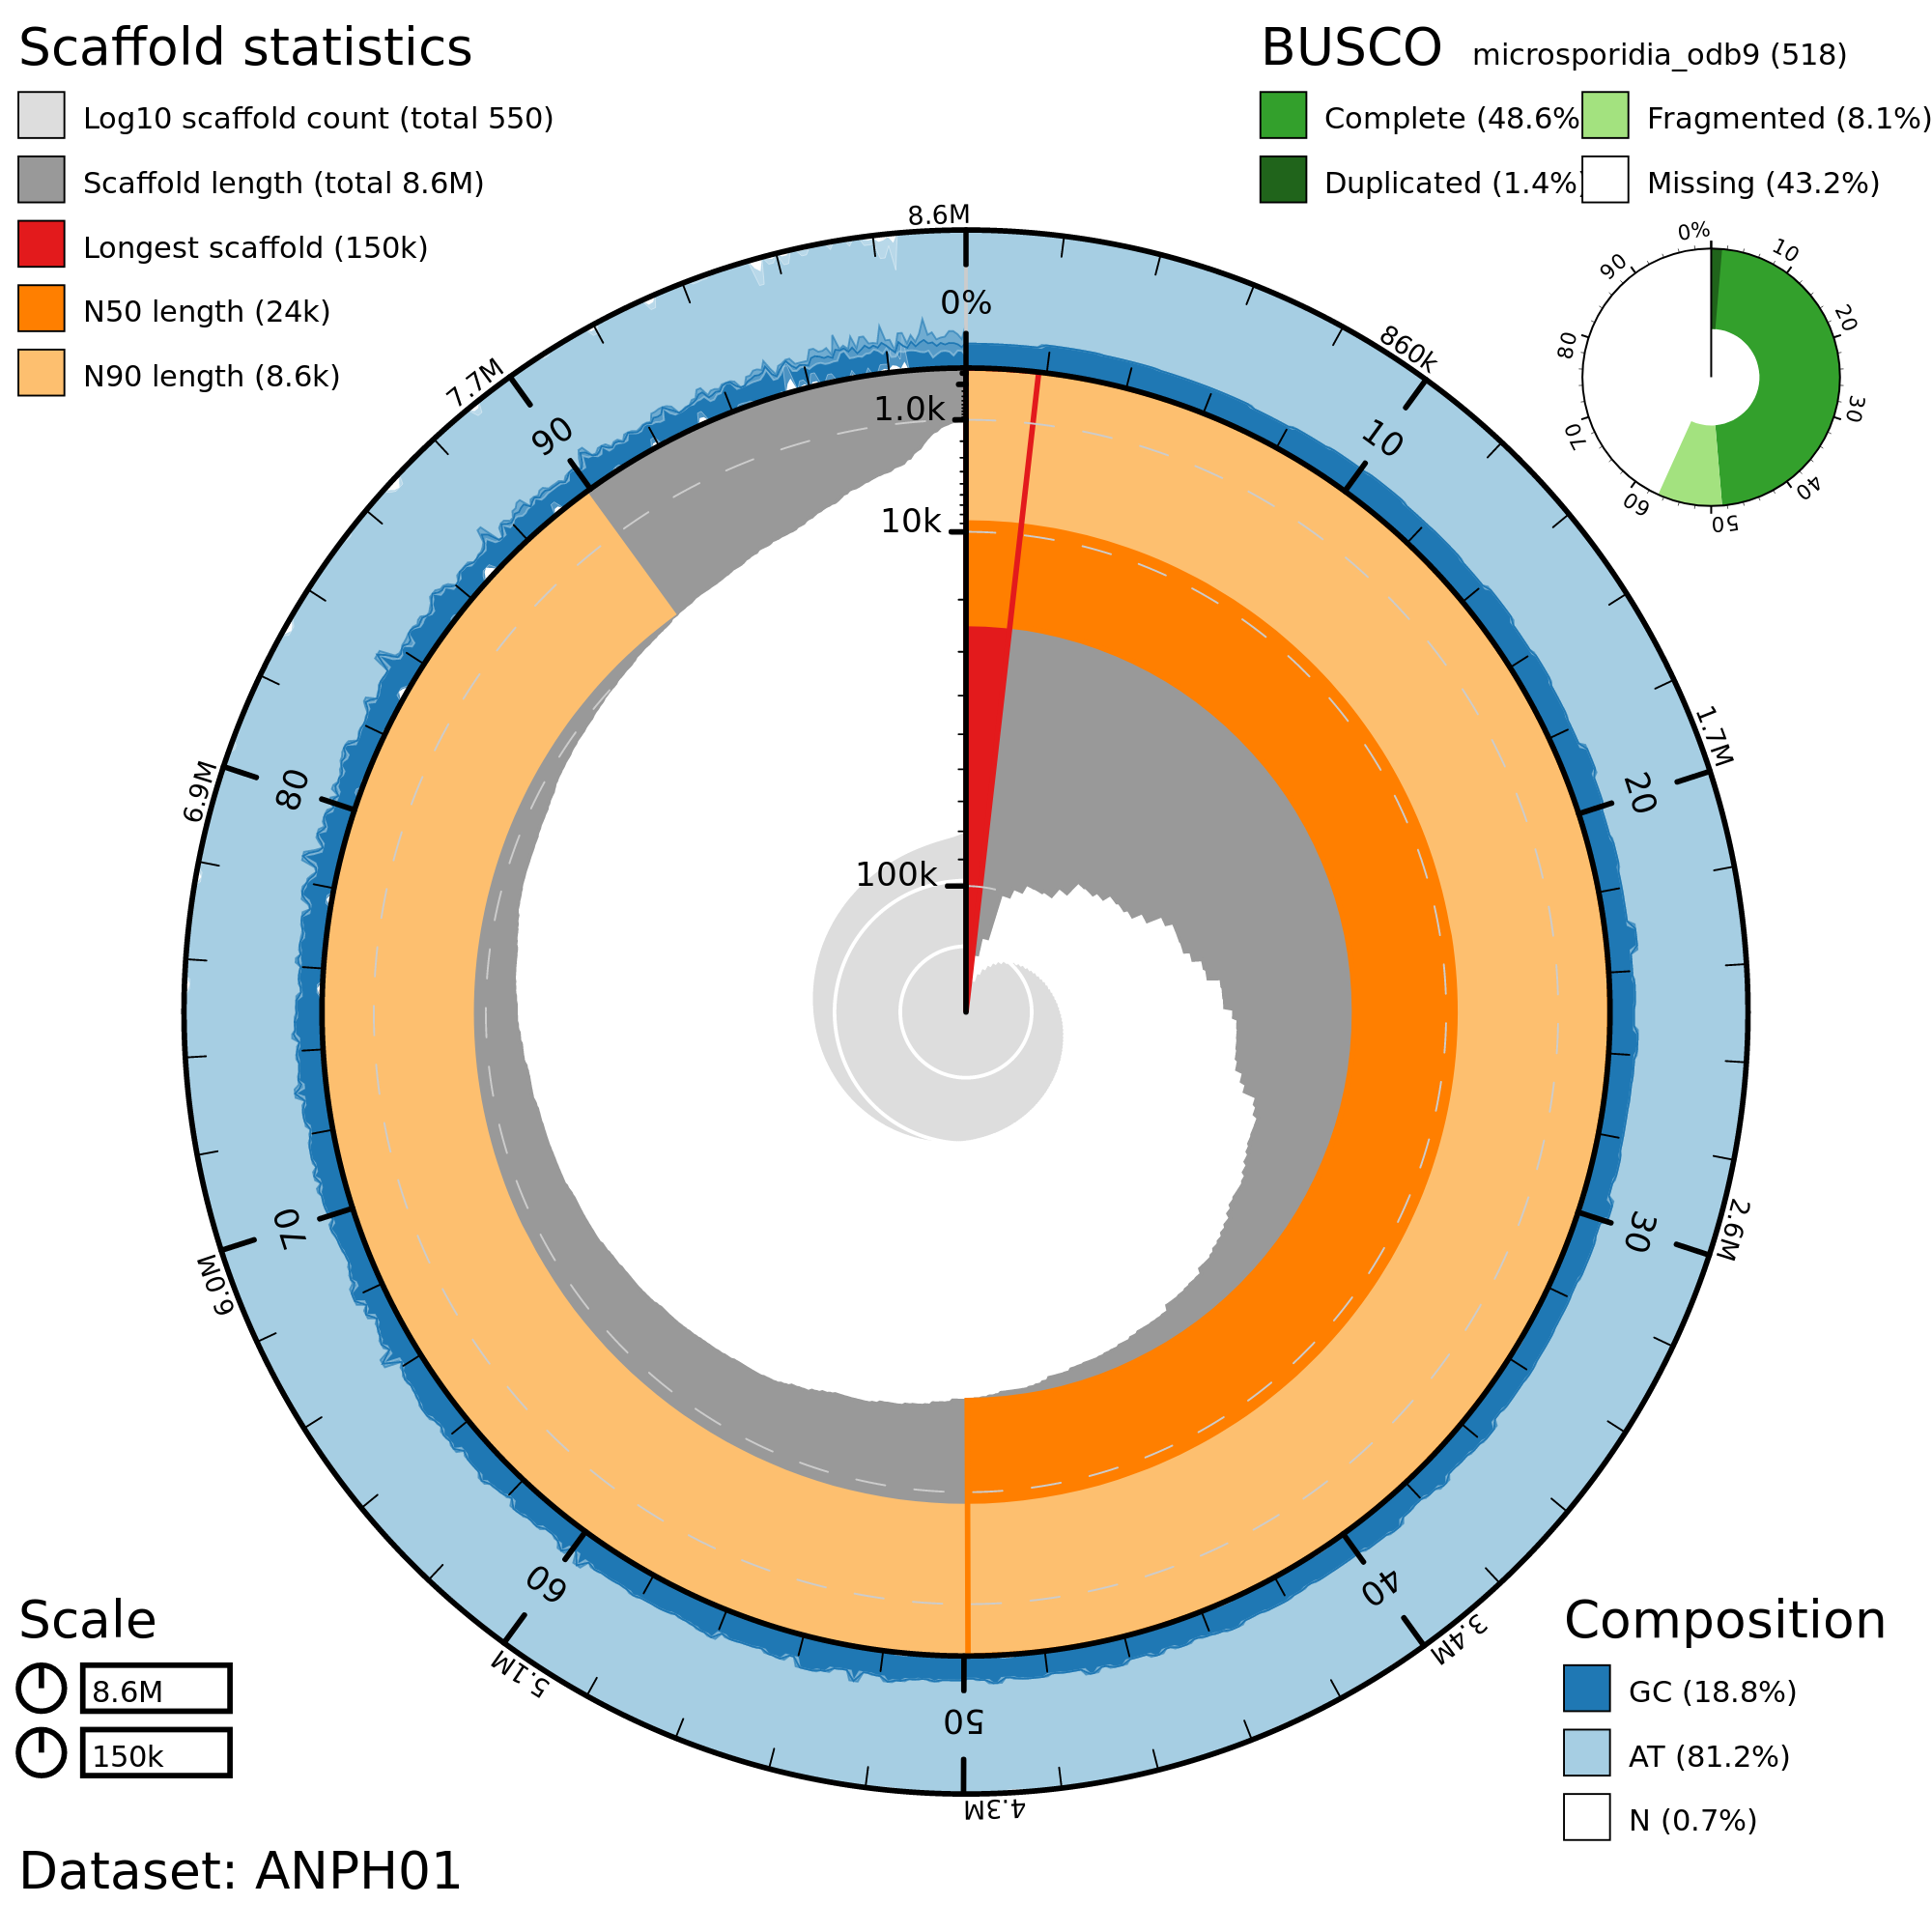 Scaffold statistics
Log10 scaffold count (total 550)
Scaffold length (total 8.6M)
Longest scaffold (150k)
N50 length (24k)
N90 length (8.6k)
BUSCO microsporidia_odb9 (518)
Complete (48.6% Fragmented (8.1%)
Duplicated (1.4%) Missing (43.2%)
0%
10
20
30
40
50
60
70
80
90
8.6M
860k
1.7M
2.6M
3.4M
4.3M
5.1M
6.0M
6.9M
7.7M
0%
10
20
30
40
50
60
70
80
90
1.0k
10k
100k
Scale
8.6M
150k
Composition
GC (18.8%)
AT (81.2%)
N (0.7%)
Dataset: ANPH01